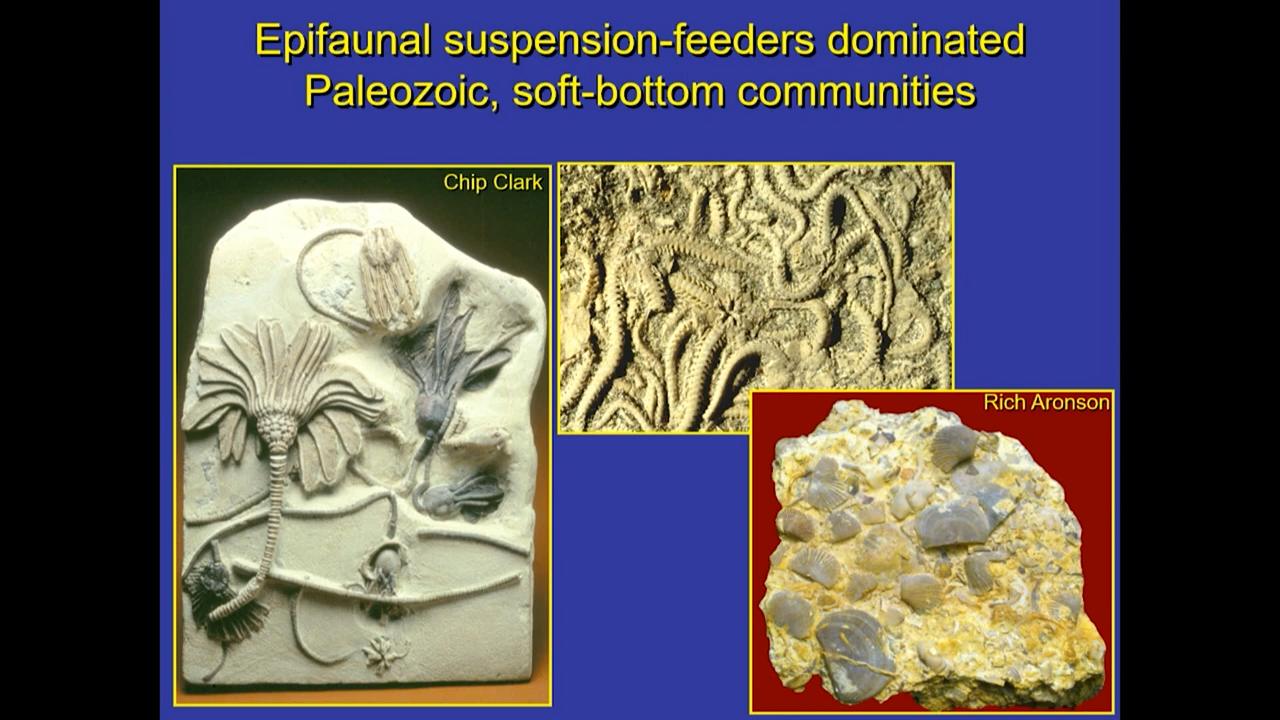 Epifaunal suspension-feeders dominated
Paleozoic, soft-bottom communities
Chip Clark
Rich Aronson